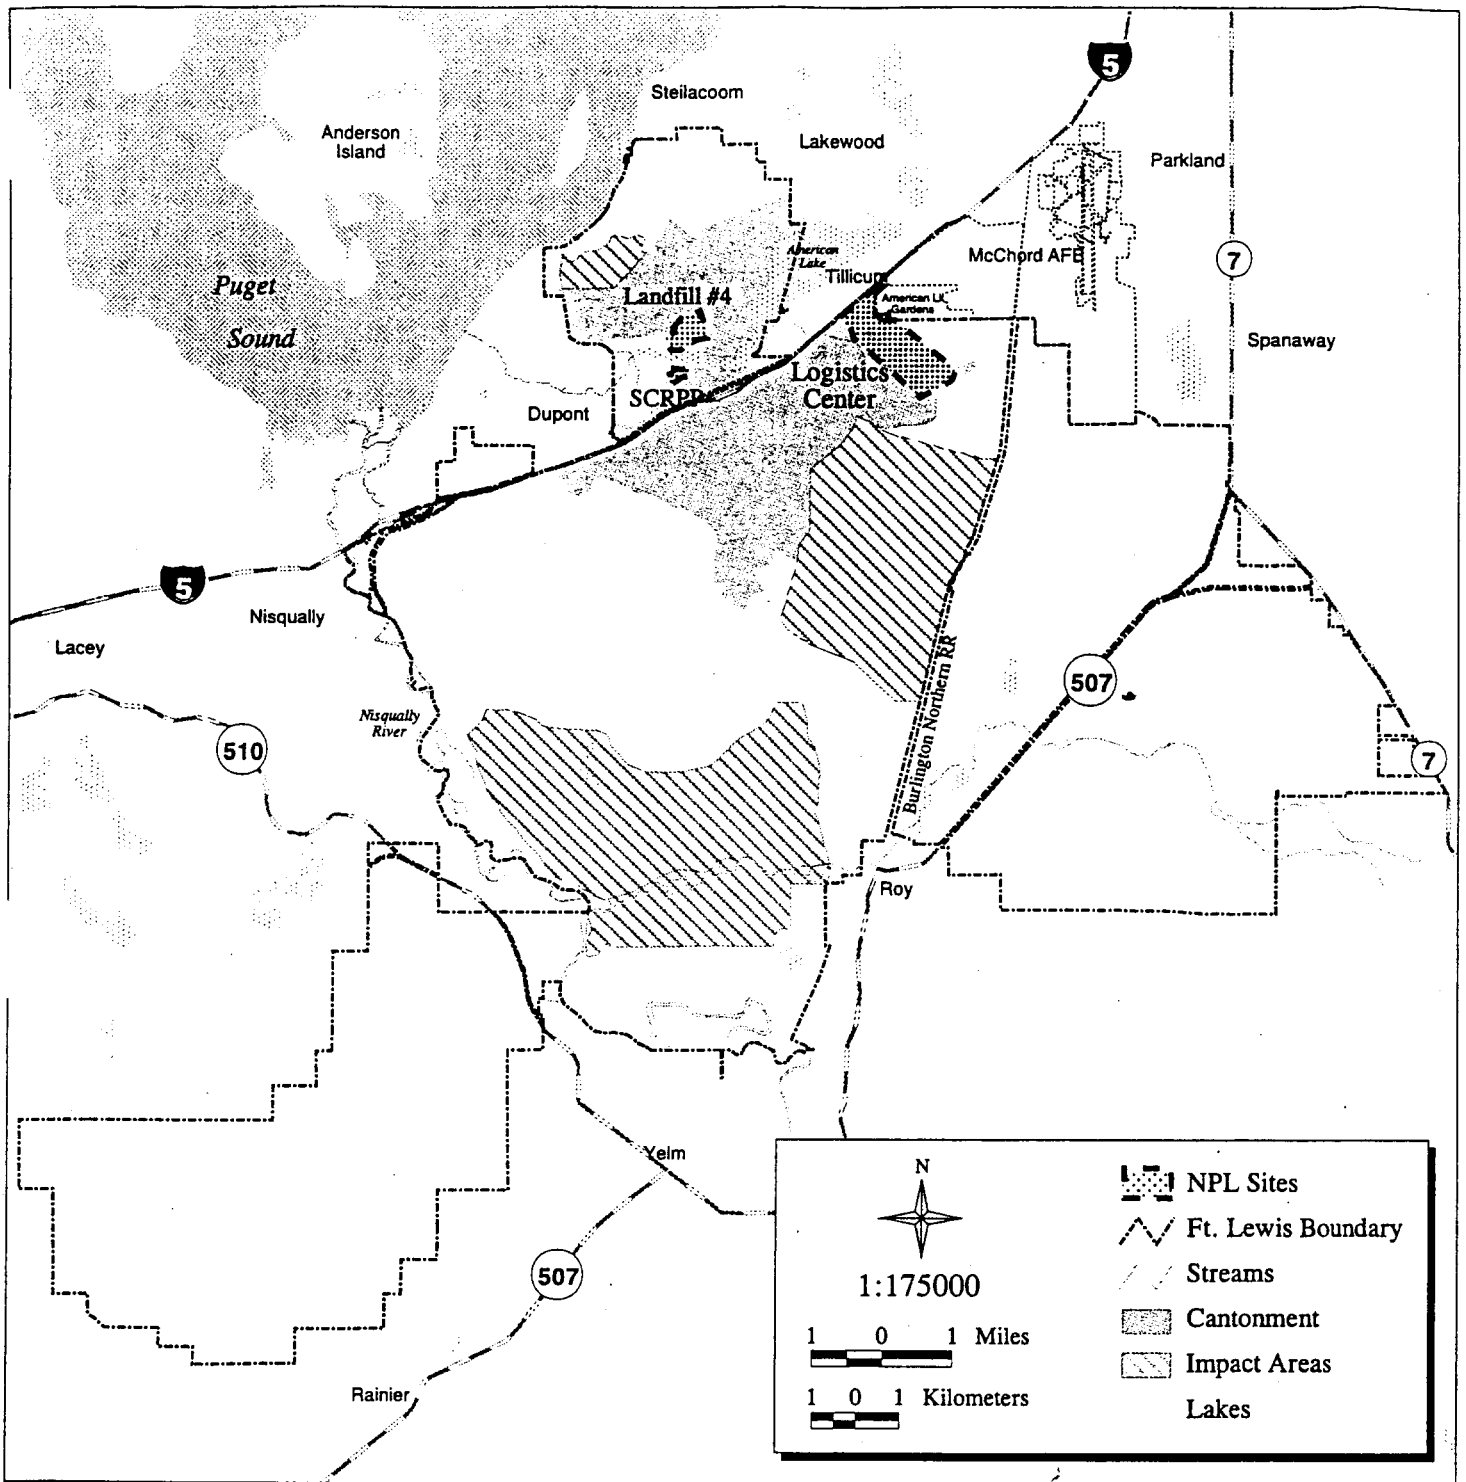 5
Steilacoom
Anderson
Island
Lakewood
Parkland
7
American
Lake
McChord AFB
Puget
Sound
Tillicum
Landfill #4
American Lk
Gardens
Spanaway
Logistics
Center
SCRPP
Dupont
5
Nisqually
Lacey
507
Burlington Northern RR
Nisqually
River
510
7
Roy
Yelm
507
Rainier
N
1:175000
1 0 1 Miles
1 0 1 Kilometers
NPL Sites
Ft. Lewis Boundary
Streams
Cantonment
Impact Areas
Lakes